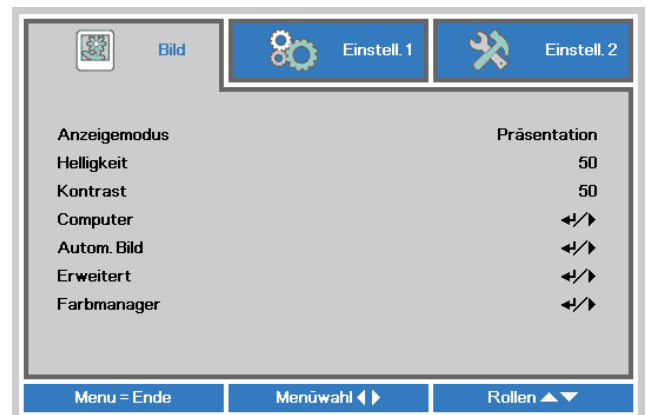 Bild Einstell. 1 Einstell. 2
Anzeigemodus Präsentation
Helligkeit 50
Kontrast 50
Computer ↵/▶
Autom. Bild ↵/▶
Erweitert ↵/▶
Farbmanager ↵/▶
Menu = Ende Menüwahl ◀▶ Rollen ▲▼